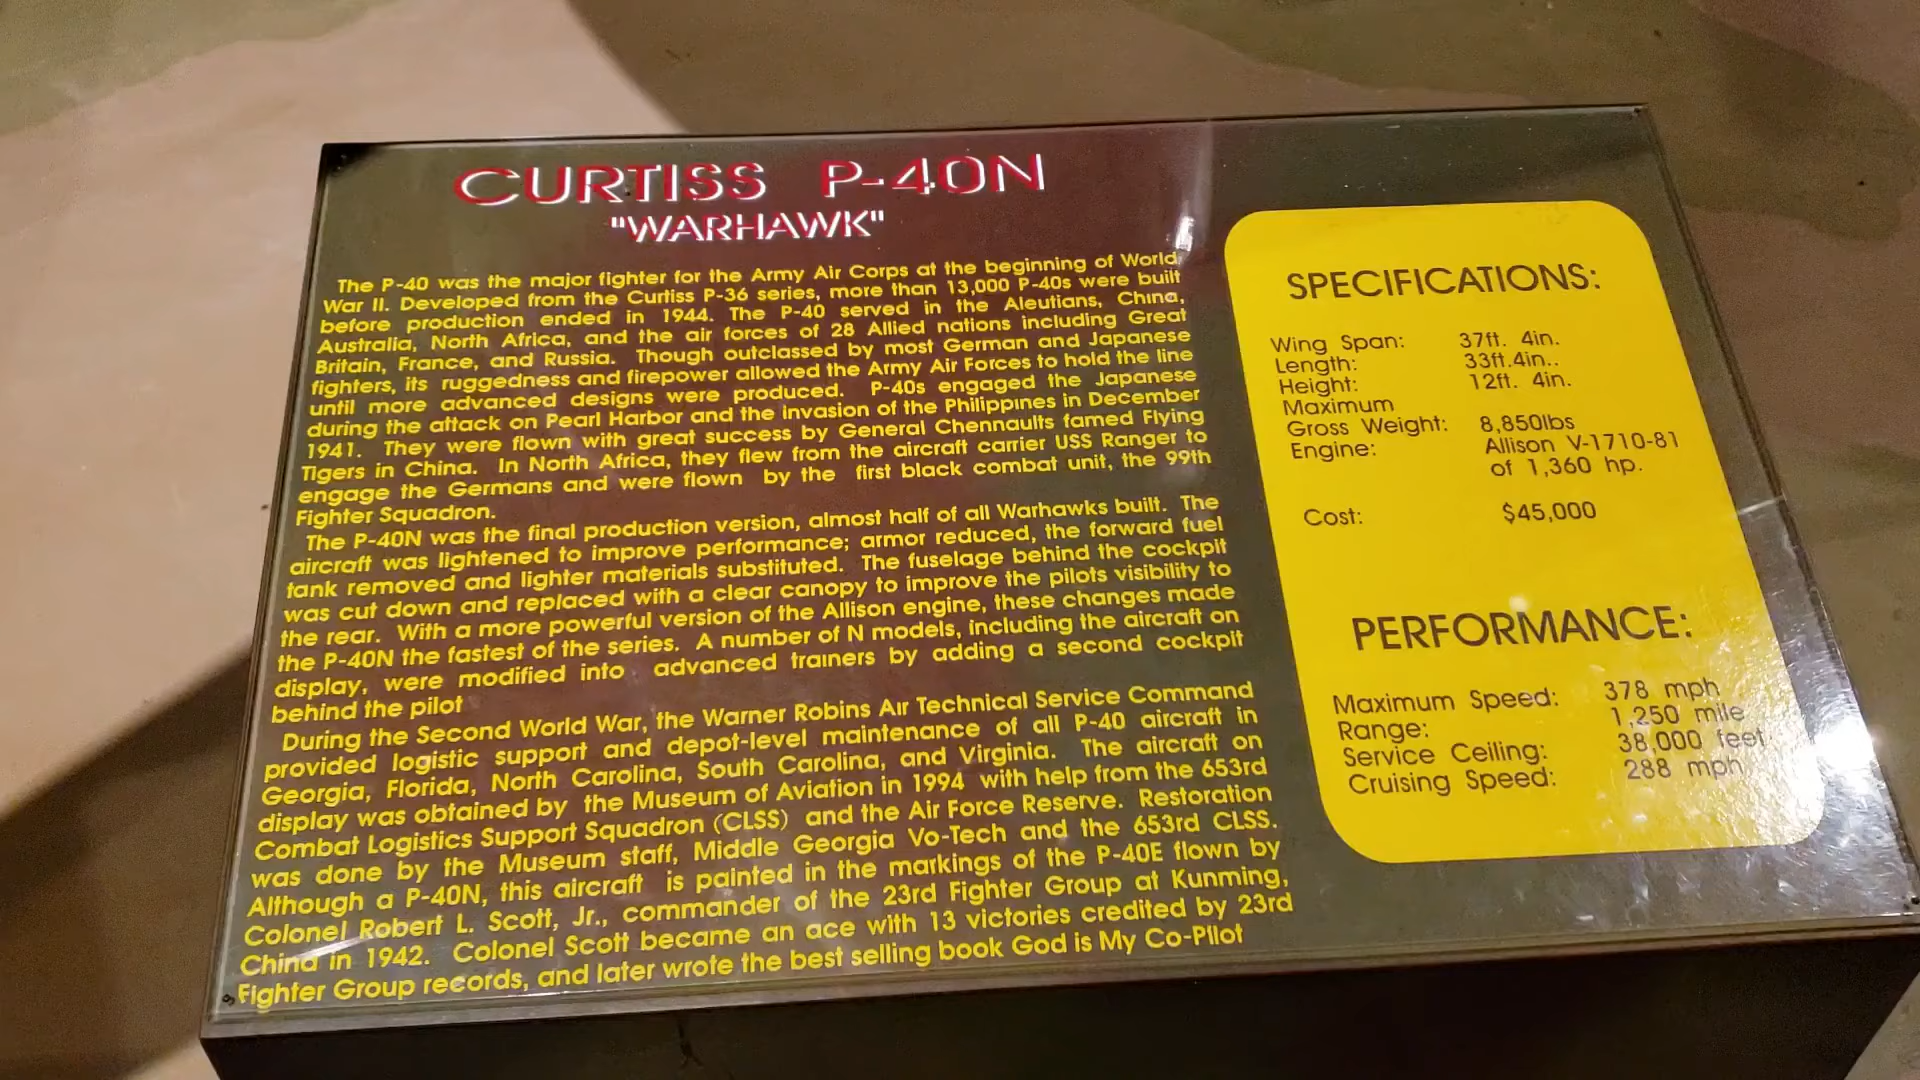 CURTISS P-40N
"WARHAWK"
The P-40 was the major fighter for the Army Air Corps at the beginning of World
War II. Developed from the Curtiss P-36 series, more than 13,000 P-40s were built
before production ended in 1944. The P-40 served in the Aleutians, China,
Australia, North Africa, and the air forces of 28 Allied nations including Great
Britain, France, and Russia. Though outclassed by most German and Japanese
fighters, its ruggedness and firepower allowed the Army Air Forces to hold the line
until more advanced designs were produced. P-40s engaged the Japanese
during the attack on Pearl Harbor and the invasion of the Philippines in December
1941. They were flown with great success by General Chennaults famed Flying
Tigers in China. In North Africa, they flew from the aircraft carrier USS Ranger to
engage the Germans and were flown by the first black combat unit, the 99th
Fighter Squadron.
The P-40N was the final production version, almost half of all Warhawks built. The
aircraft was lightened to improve performance; armor reduced, the forward fuel
tank removed and lighter materials substituted. The fuselage behind the cockpit
was cut down and replaced with a clear canopy to improve the pilots visibility to
the rear. With a more powerful version of the Allison engine, these changes made
the P-40N the fastest of the series. A number of N models, including the aircraft on
display, were modified into advanced trainers by adding a second cockpit
behind the pilot
During the Second World War, the Warner Robins Air Technical Service Command
provided logistic support and depot-level maintenance of all P-40 aircraft in
Georgia, Florida, North Carolina, South Carolina, and Virginia. The aircraft on
display was obtained by the Museum of Aviation in 1994 with help from the 653rd
Combat Logistics Support Squadron (CLSS) and the Air Force Reserve. Restoration
was done by the Museum staff, Middle Georgia Vo-Tech and the 653rd CLSS.
Although a P-40N, this aircraft is painted in the markings of the P-40E flown by
Colonel Robert L. Scott, Jr., commander of the 23rd Fighter Group at Kunming,
China in 1942. Colonel Scott became an ace with 13 victories credited by 23rd
Fighter Group records, and later wrote the best selling book God is My Co-Pilot
SPECIFICATIONS:
Wing Span: 37ft. 4in.
Length: 33ft.4in..
Height: 12ft. 4in.
Maximum
Gross Weight: 8,850lbs
Engine: Allison V-1710-81
of 1,360 hp.
Cost: $45,000
PERFORMANCE:
Maximum Speed: 378 mph
Range: 1,250 mile
Service Ceiling: 38,000 feet
Cruising Speed: 288 mph